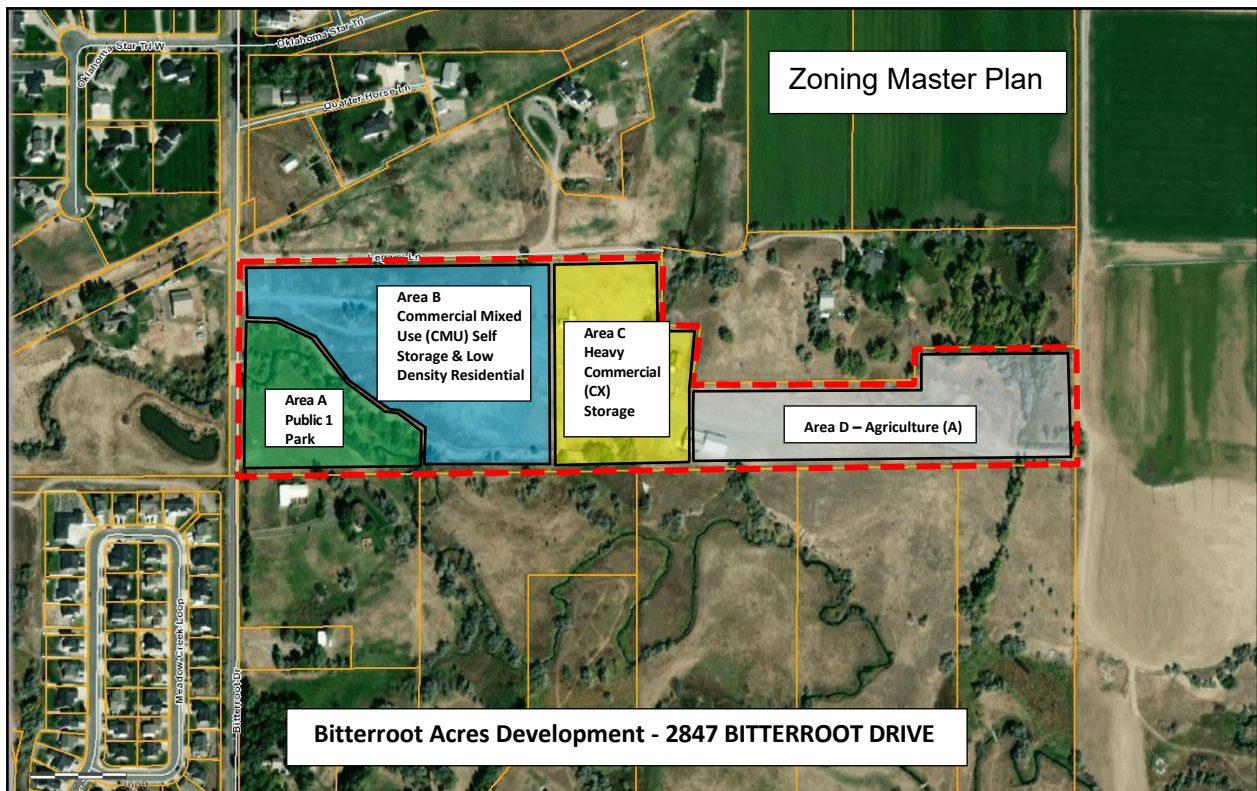 Oklahoma Star Trl W
Oklahoma Star Trl
Quarter Horse Ln
Zoning Master Plan
Legacy Ln
Area B
Commercial Mixed
Use (CMU) Self
Storage & Low
Density Residential
Area C
Heavy
Commercial
(CX)
Storage
Area A
Public 1
Park
Area D – Agriculture (A)
Meadow Creek Loop
Bitterroot Dr
Bitterroot Acres Development - 2847 BITTERROOT DRIVE